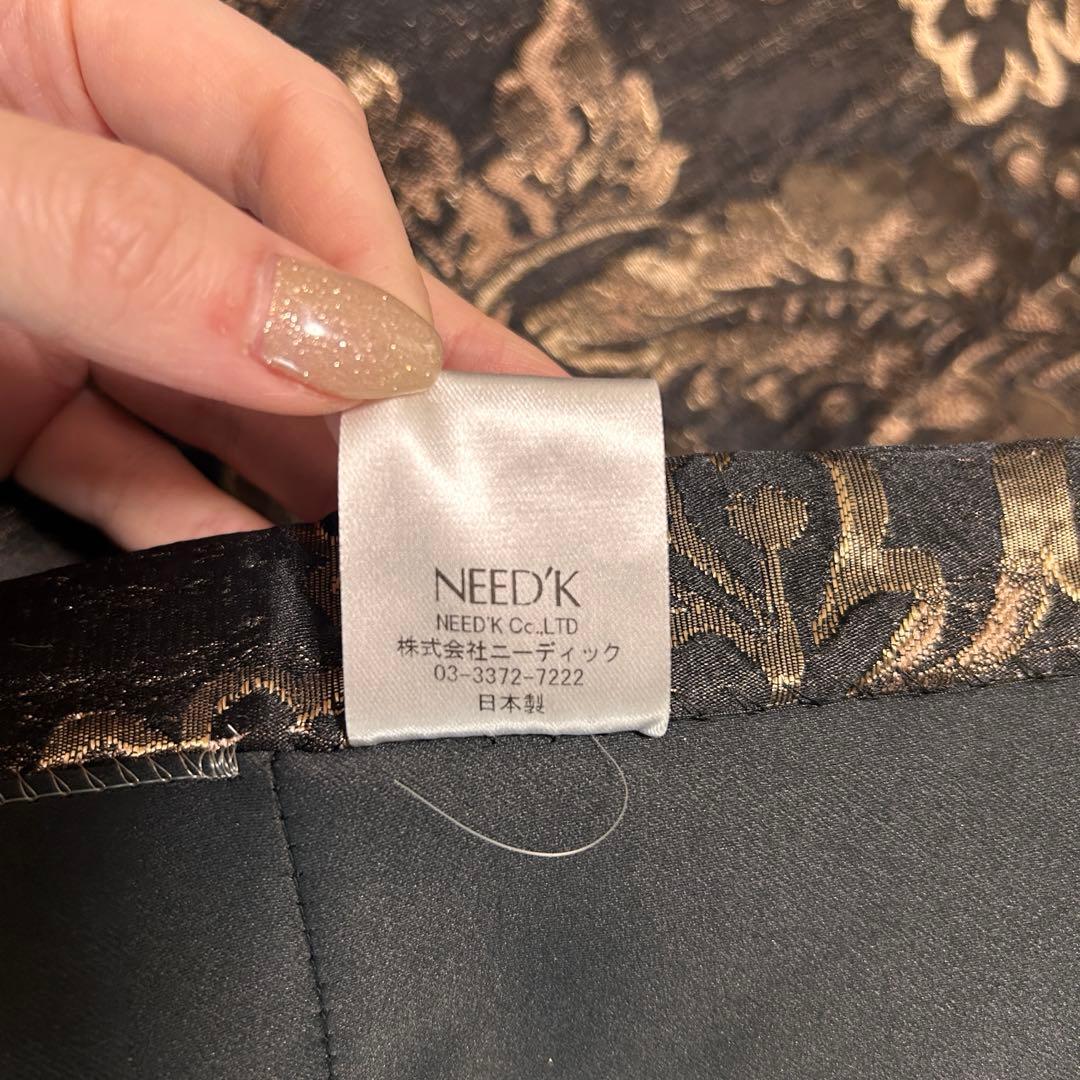 NEED'K
NEED'K Co.,LTD
株式会社ニーディック
03-3372-7222
日本製